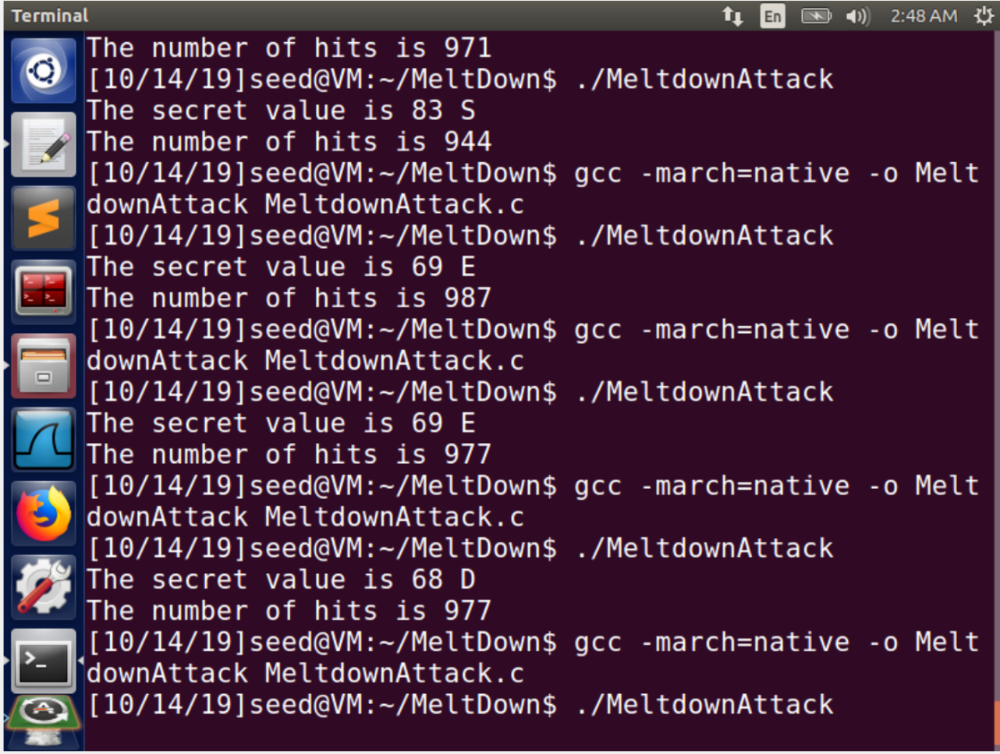 Terminal
En
2:48 AM
The number of hits is 971
[10/14/19]seed@VM:~/MeltDown$ ./MeltdownAttack
The secret value is 83 S
The number of hits is 944
[10/14/19]seed@VM:~/MeltDown$ gcc -march=native -o Melt
downAttack MeltdownAttack.c
[10/14/19]seed@VM:~/MeltDown$ ./MeltdownAttack
The secret value is 69 E
The number of hits is 987
[10/14/19]seed@VM:~/MeltDown$ gcc -march=native -o Melt
downAttack MeltdownAttack.c
[10/14/19]seed@VM:~/MeltDown$ ./MeltdownAttack
The secret value is 69 E
The number of hits is 977
[10/14/19]seed@VM:~/MeltDown$ gcc -march=native -o Melt
downAttack MeltdownAttack.c
[10/14/19]seed@VM:~/MeltDown$ ./MeltdownAttack
The secret value is 68 D
The number of hits is 977
[10/14/19]seed@VM:~/MeltDown$ gcc -march=native -o Melt
downAttack MeltdownAttack.c
[10/14/19]seed@VM:~/MeltDown$ ./MeltdownAttack